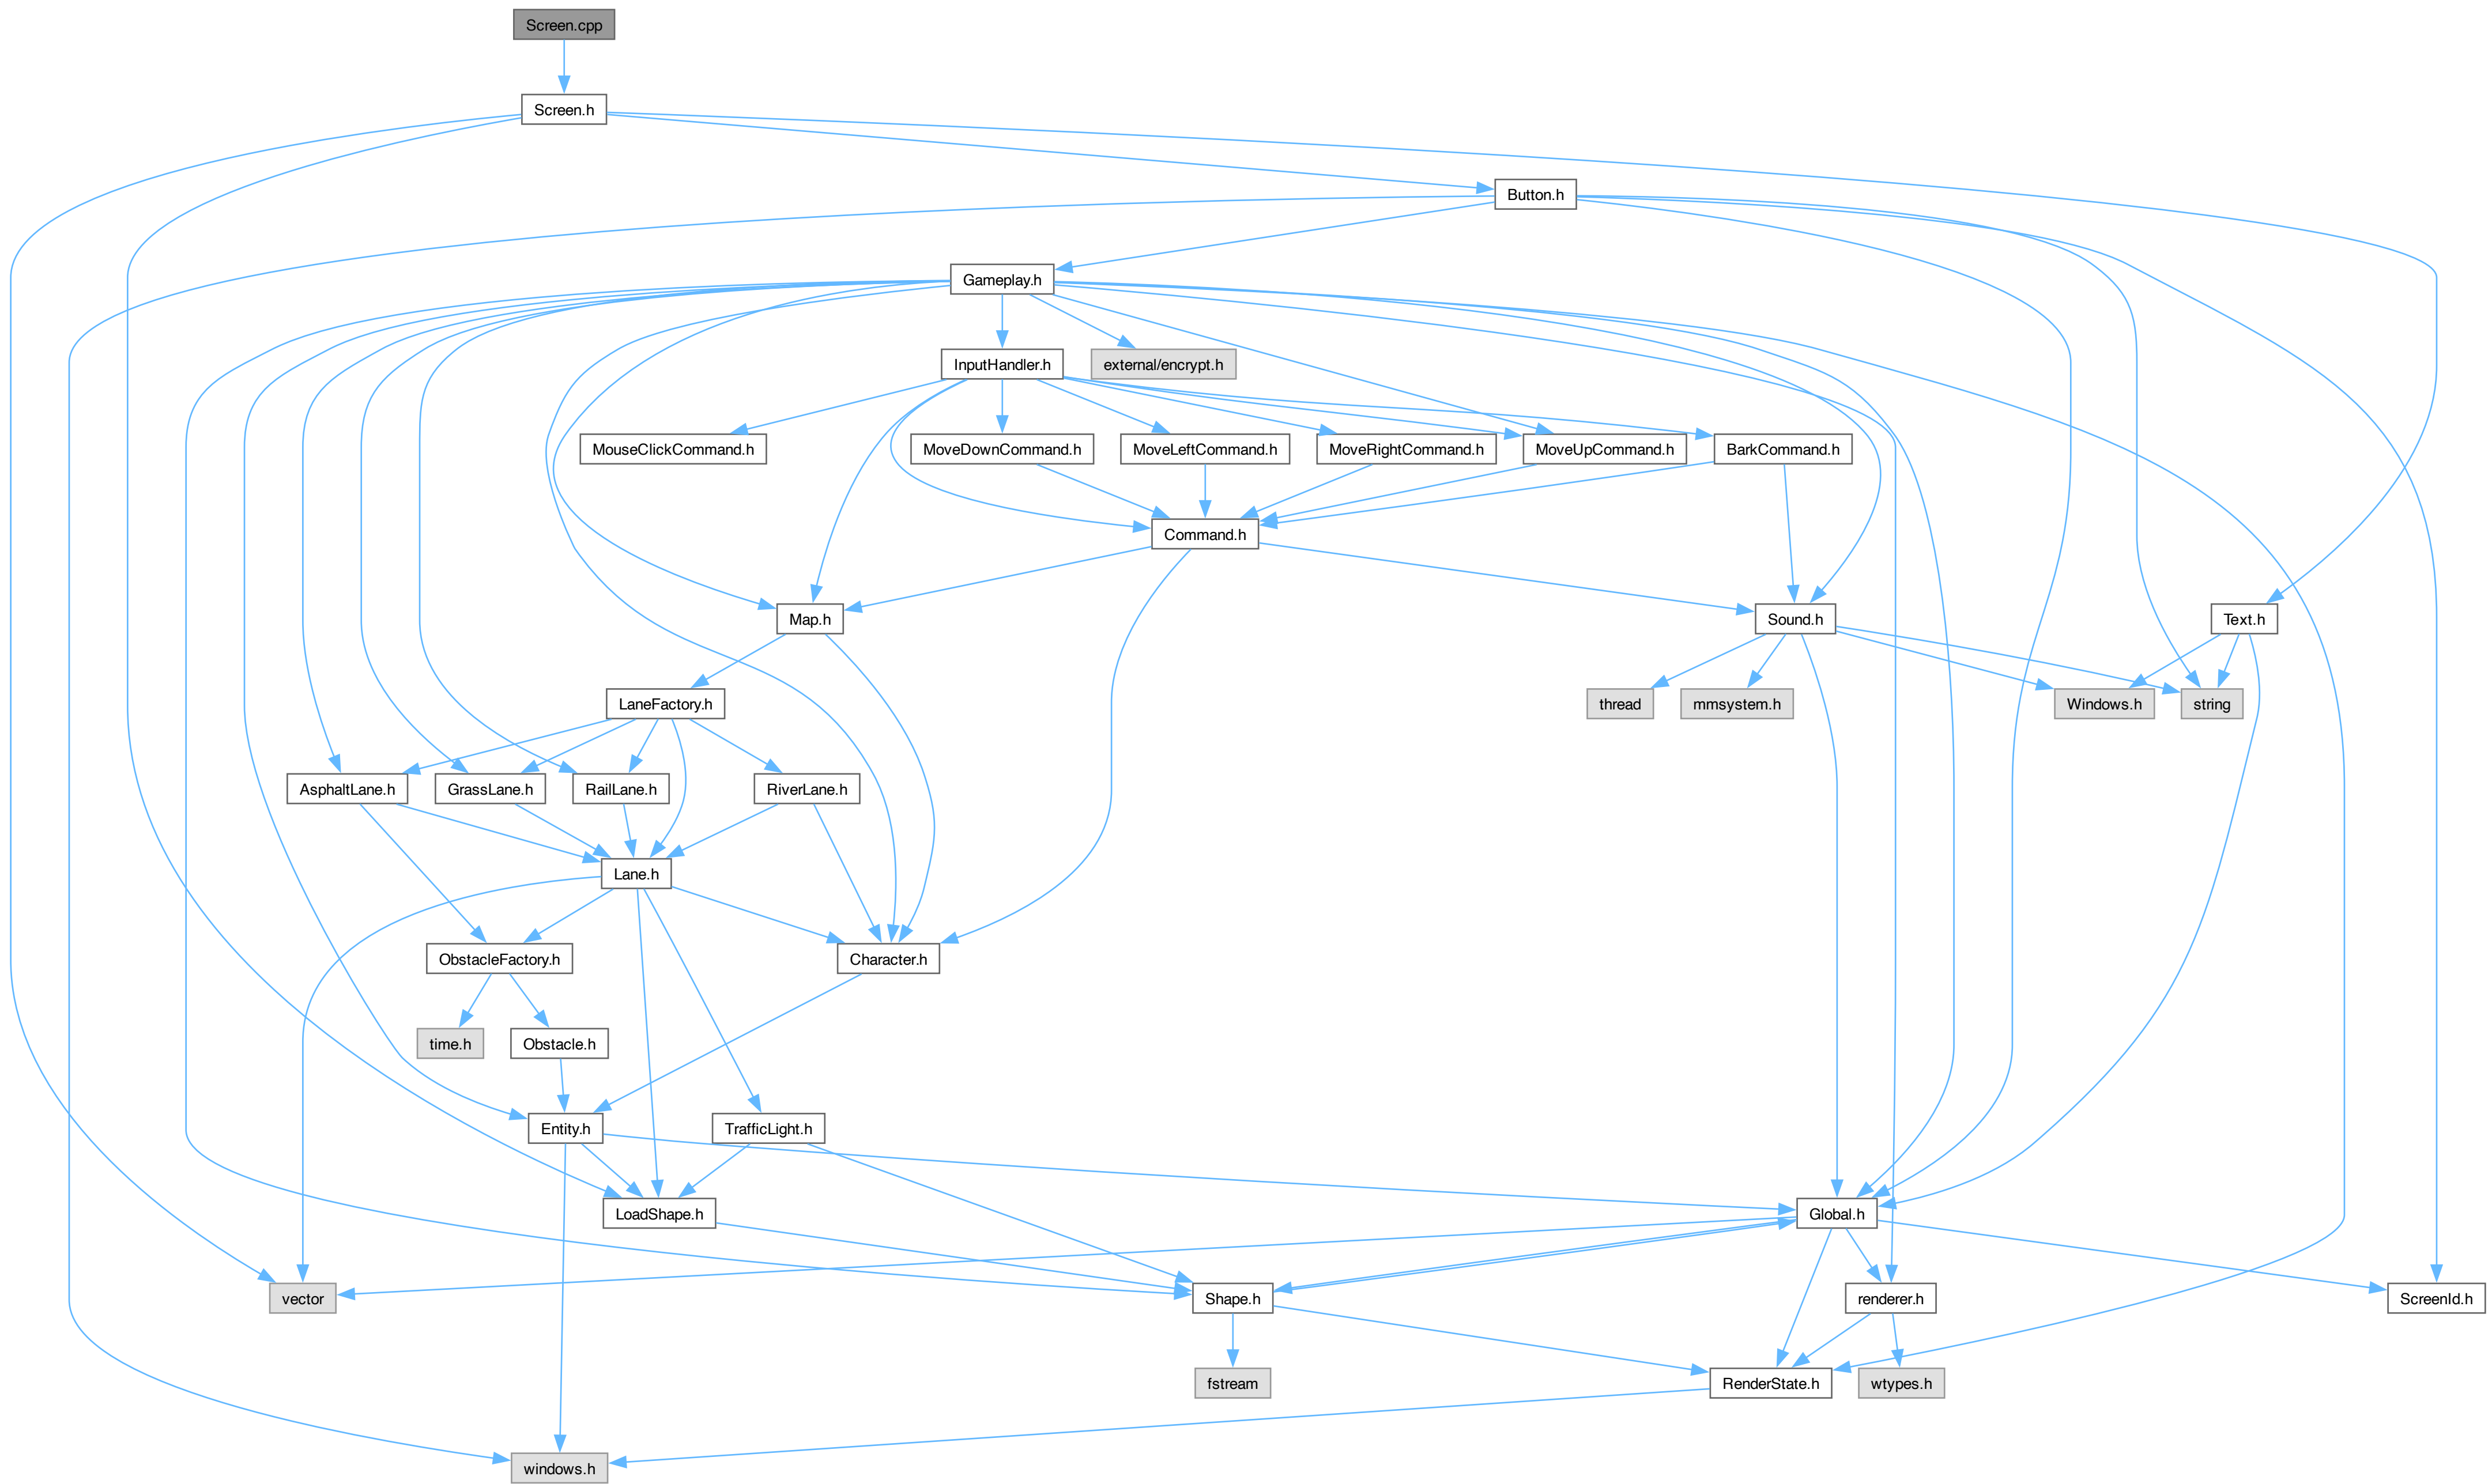 Screen.cpp
Screen.h
Button.h
Gameplay.h
InputHandler.h
external/encrypt.h
MouseClickCommand.h
MoveDownCommand.h
MoveLeftCommand.h
MoveRightCommand.h
MoveUpCommand.h
BarkCommand.h
Command.h
Map.h
Sound.h
Text.h
LaneFactory.h
thread
mmsystem.h
Windows.h
string
AsphaltLane.h
GrassLane.h
RailLane.h
RiverLane.h
Lane.h
ObstacleFactory.h
Character.h
time.h
Obstacle.h
Entity.h
TrafficLight.h
LoadShape.h
Global.h
vector
Shape.h
renderer.h
ScreenId.h
fstream
RenderState.h
wtypes.h
windows.h